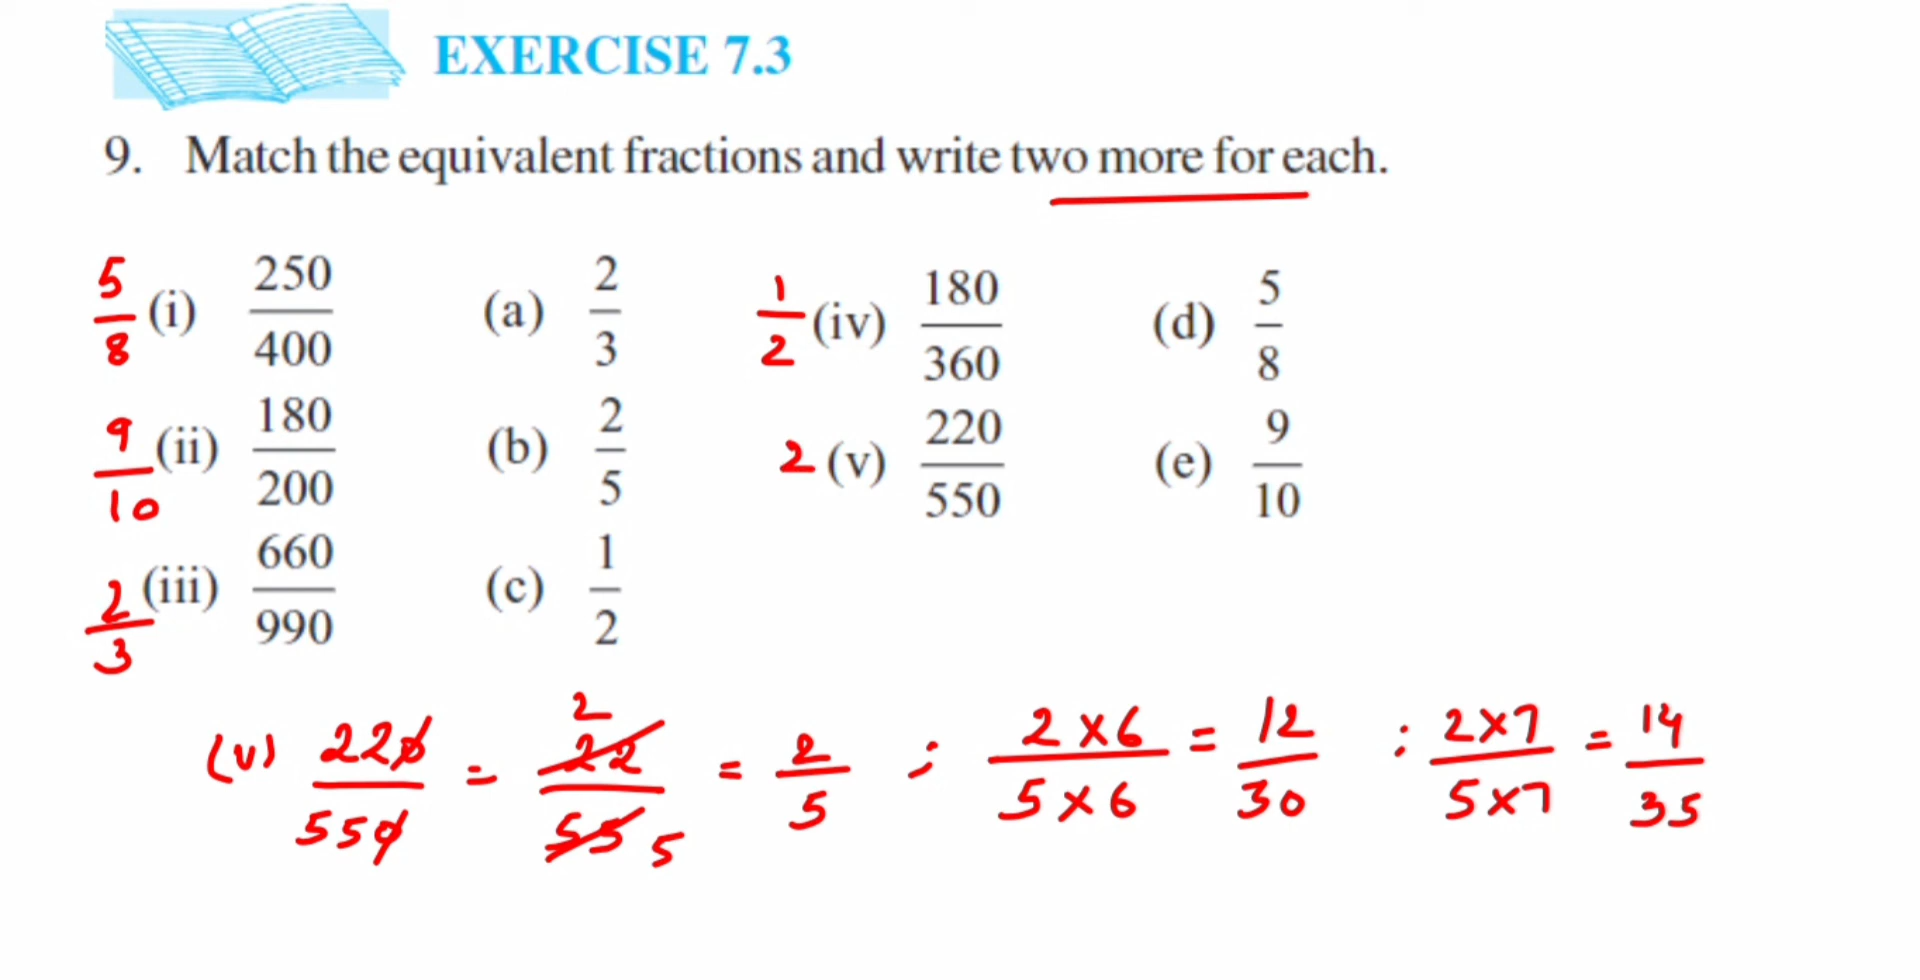 EXERCISE 7.3
9. Match the equivalent fractions and write two more for each.
5/8 (i) 250/400 (a) 2/3 1/2 (iv) 180/360 (d) 5/8
9/10 (ii) 180/200 (b) 2/5 2 (v) 220/550 (e) 9/10
2/3 (iii) 660/990 (c) 1/2
(v) 220/550 = 2 22/55 5 = 2/5 ; 2×6/5×6 = 12/30 ; 2×7/5×7 = 14/35